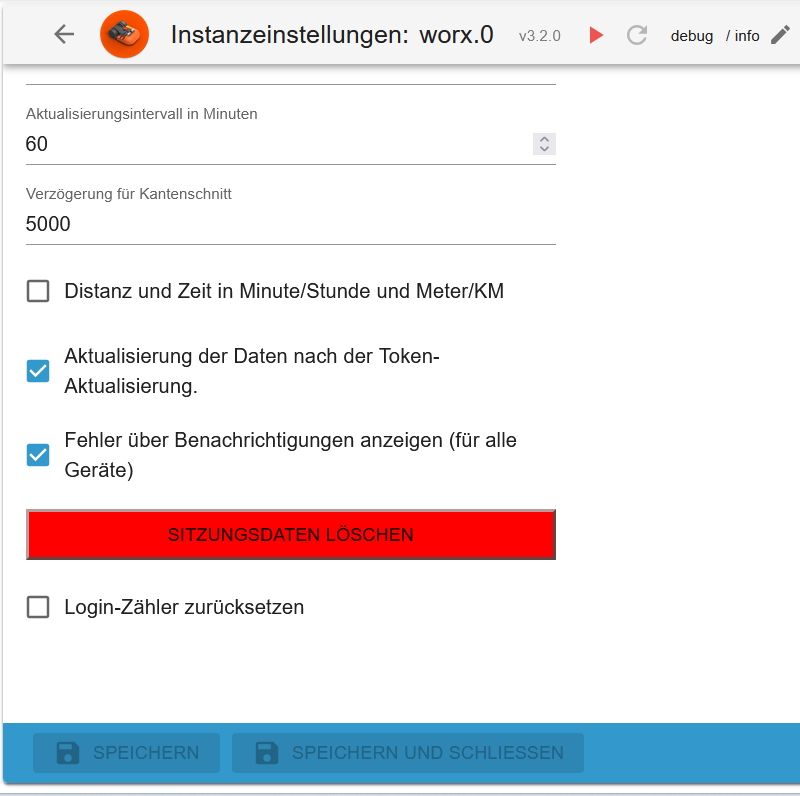 Instanzeinstellungen: worx.0 v3.2.0 debug / info
Aktualisierungsintervall in Minuten
60
Verzögerung für Kantenschnitt
5000
Distanz und Zeit in Minute/Stunde und Meter/KM
Aktualisierung der Daten nach der Token-
Aktualisierung.
Fehler über Benachrichtigungen anzeigen (für alle
Geräte)
SITZUNGSDATEN LÖSCHEN
Login-Zähler zurücksetzen
SPEICHERN SPEICHERN UND SCHLIESSEN